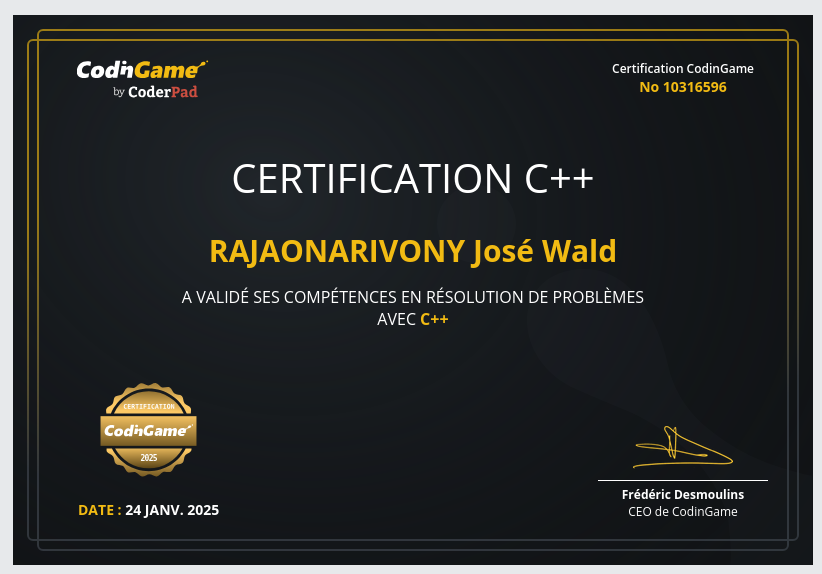 CodinGame
by CoderPad
Certification CodinGame
No 10316596
CERTIFICATION C++
RAJAONARIVONY José Wald
A VALIDÉ SES COMPÉTENCES EN RÉSOLUTION DE PROBLÈMES
AVEC C++
CERTIFICATION
CodinGame
2025
DATE : 24 JANV. 2025
Frédéric Desmoulins
CEO de CodinGame